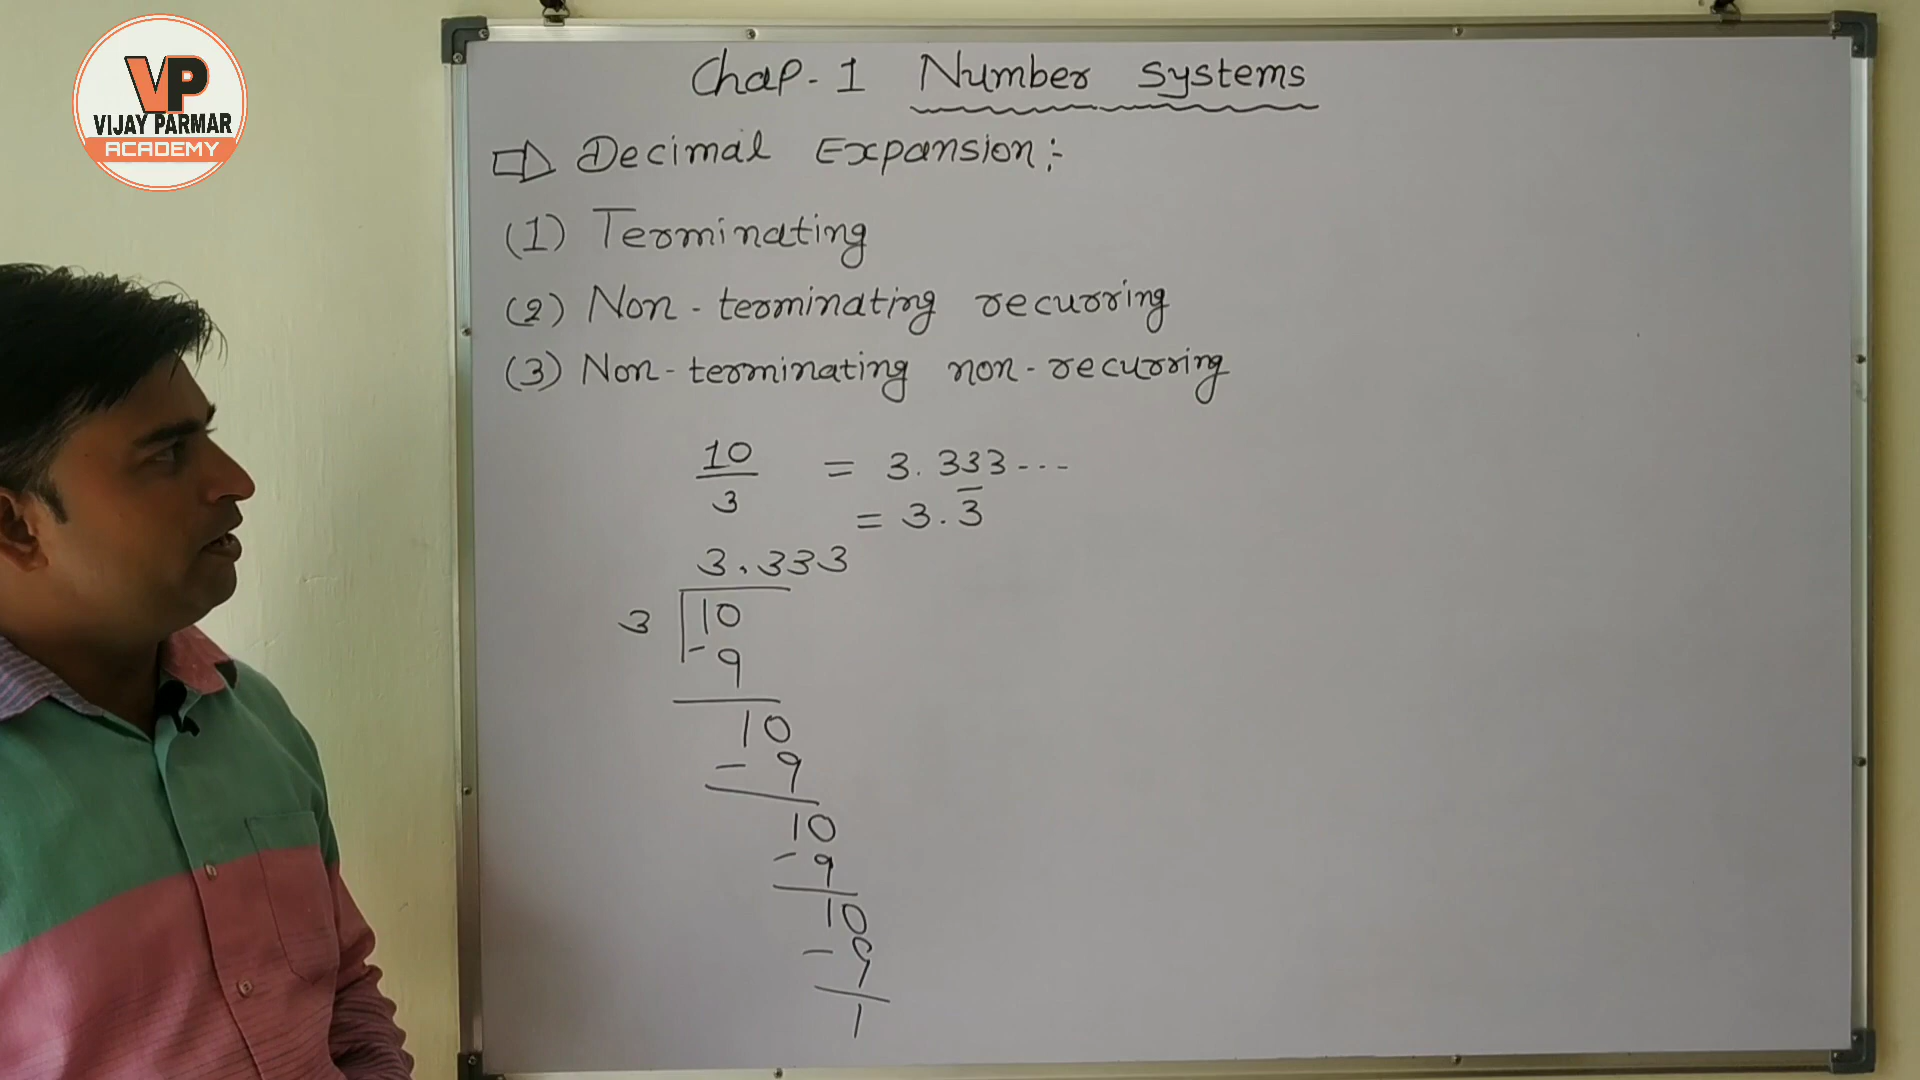 VP
VIJAY PARMAR
ACADEMY
Chap-1 Number Systems
⇨ Decimal Expansion:-
(1) Terminating
(2) Non-terminating recurring
(3) Non-terminating non-recurring
10/3 = 3.333---
= 3.3̅
3.333
3 10
- 9
10
- 9
10
- 9
10
- 9
1